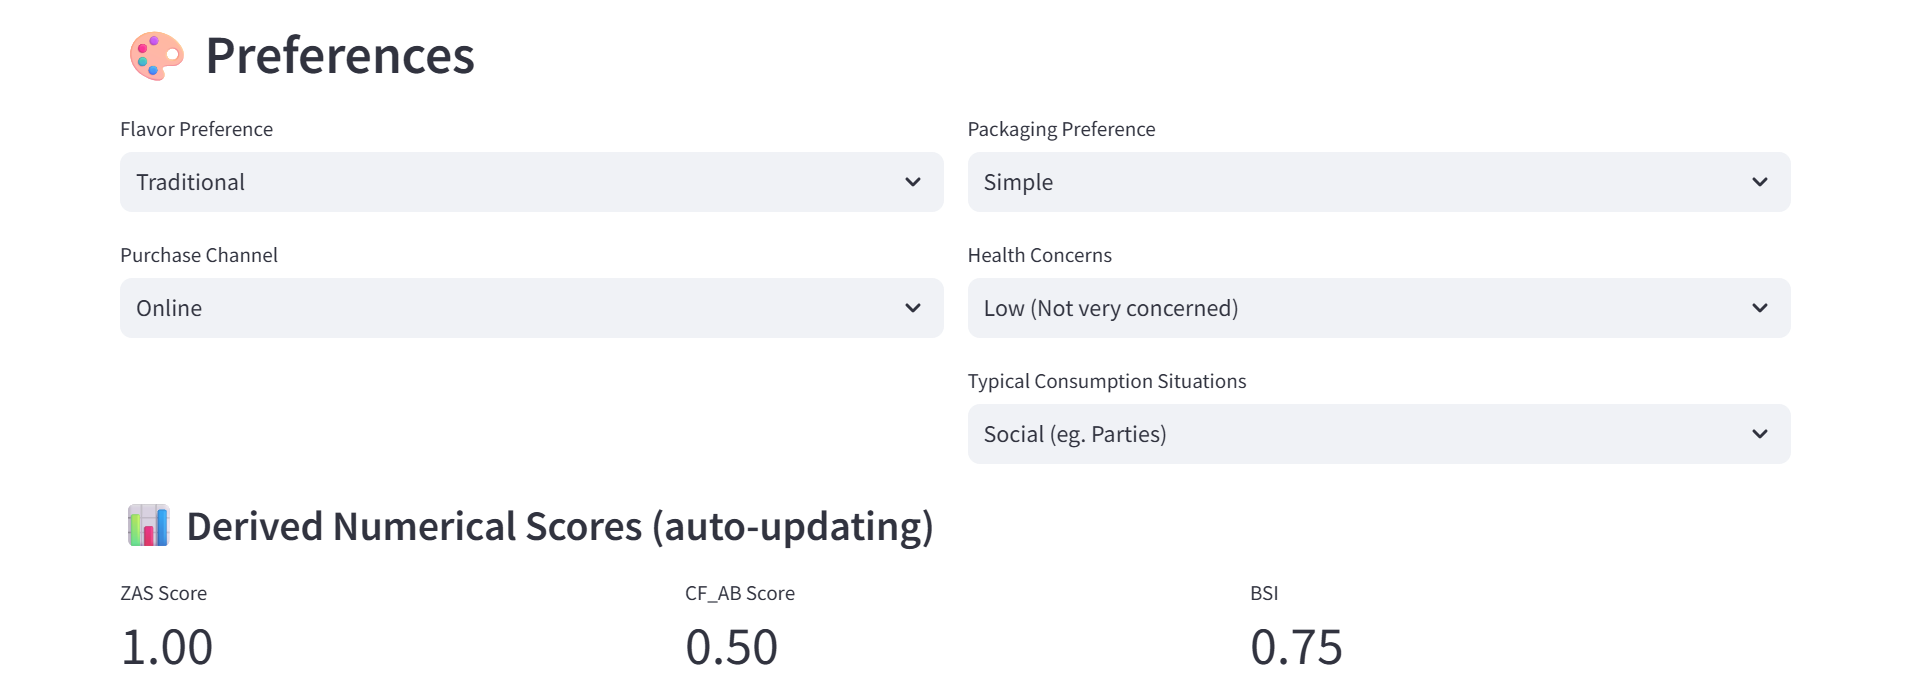 Preferences
Flavor Preference
Traditional
Packaging Preference
Simple
Purchase Channel
Online
Health Concerns
Low (Not very concerned)
Typical Consumption Situations
Social (eg. Parties)
Derived Numerical Scores (auto-updating)
ZAS Score
1.00
CF_AB Score
0.50
BSI
0.75